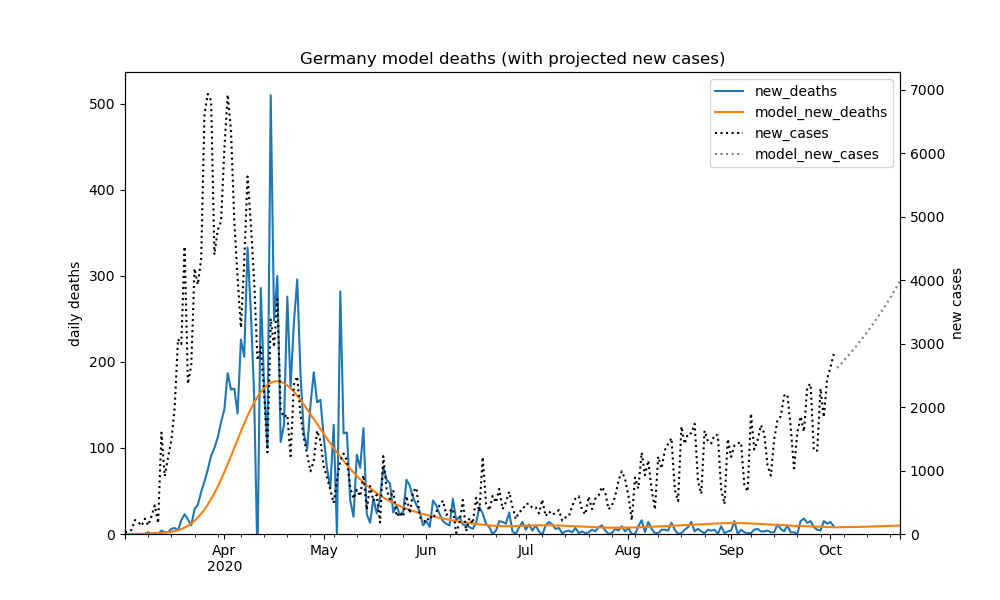 Germany model deaths (with projected new cases)
new_deaths
model_new_deaths
new_cases
model_new_cases
daily deaths
500
400
300
200
100
0
7000
6000
5000
4000
3000
2000
1000
0
new cases
Apr May Jun Jul Aug Sep Oct
2020